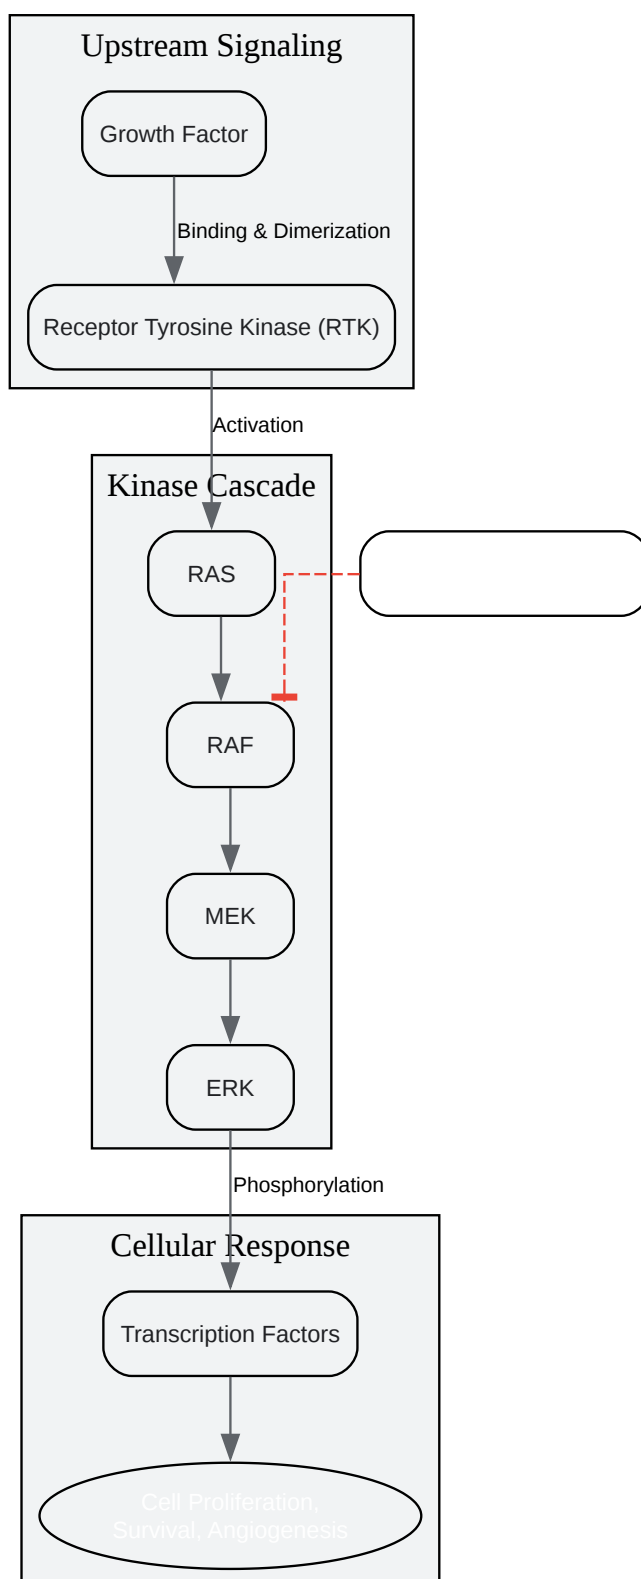 Upstream Signaling
Growth Factor
Binding & Dimerization
Receptor Tyrosine Kinase (RTK)
Activation
Kinase Cascade
RAS
RAF
MEK
ERK
Phosphorylation
Cellular Response
Transcription Factors
Cell Proliferation,
Survival, Angiogenesis